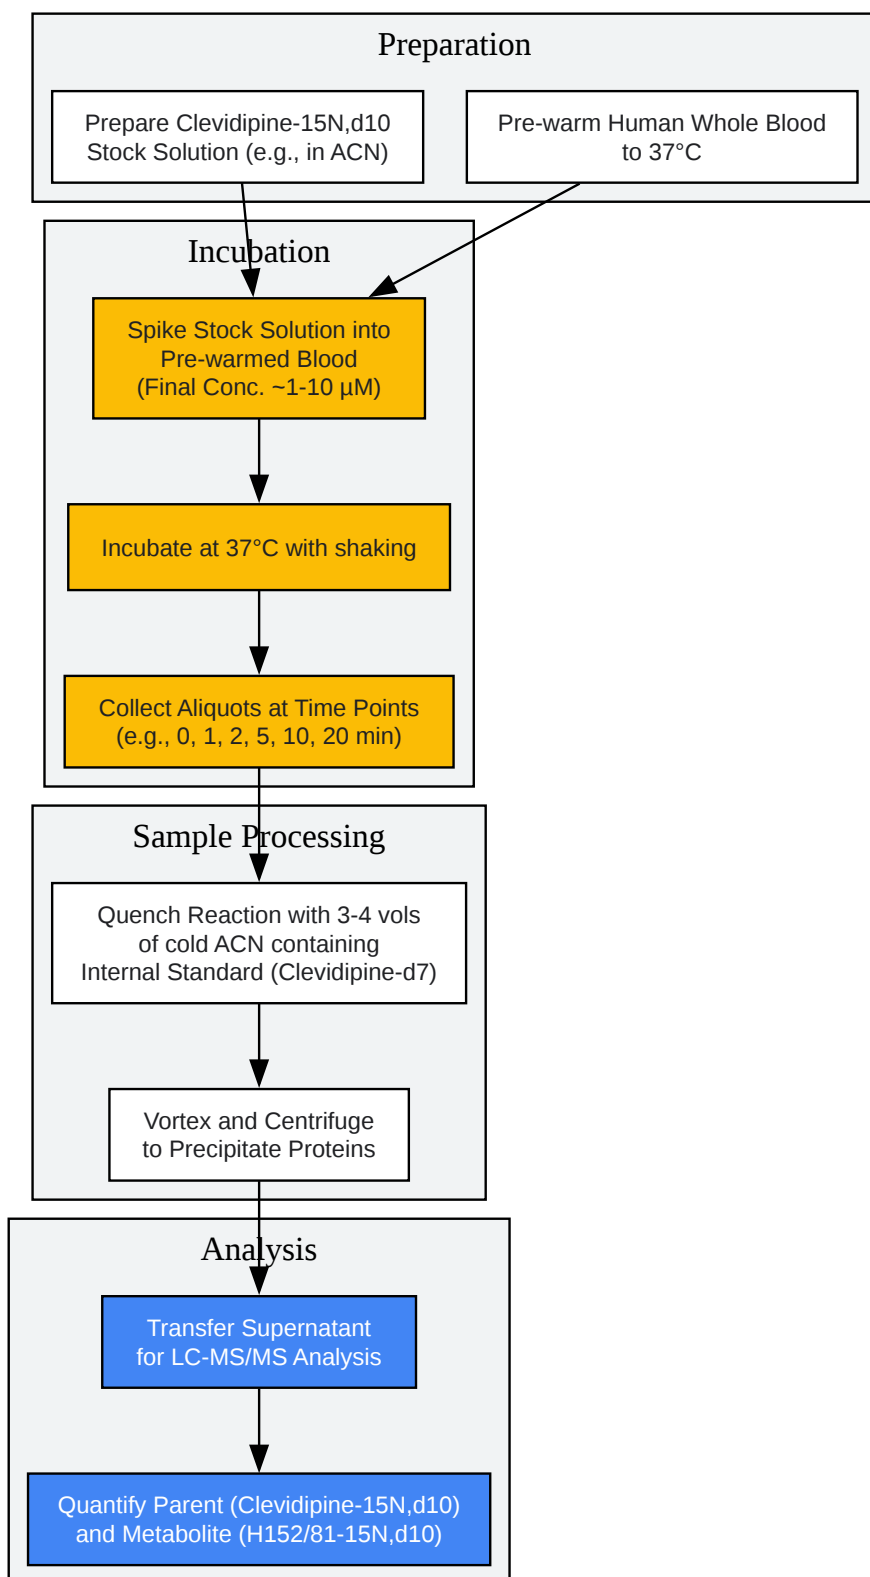 Preparation
Prepare Clevidipine-15N,d10
Stock Solution (e.g., in ACN)
Pre-warm Human Whole Blood
to 37°C
Incubation
Spike Stock Solution into
Pre-warmed Blood
(Final Conc. ~1-10 µM)
Incubate at 37°C with shaking
Collect Aliquots at Time Points
(e.g., 0, 1, 2, 5, 10, 20 min)
Sample Processing
Quench Reaction with 3-4 vols
of cold ACN containing
Internal Standard (Clevidipine-d7)
Vortex and Centrifuge
to Precipitate Proteins
Analysis
Transfer Supernatant
for LC-MS/MS Analysis
Quantify Parent (Clevidipine-15N,d10)
and Metabolite (H152/81-15N,d10)